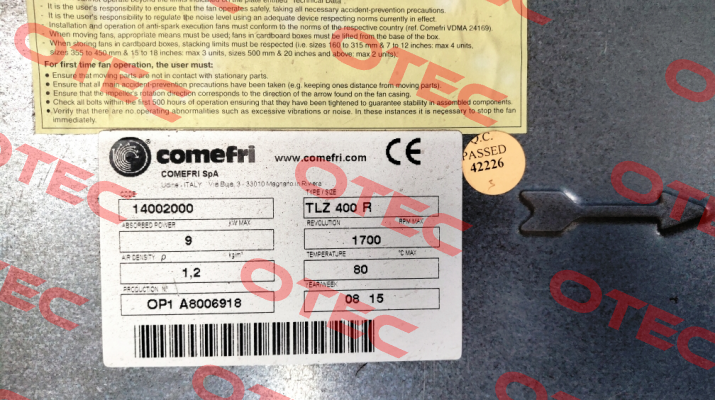 - It is the user's responsibility to ensure that the fan operates safely, taking all necessary accident-prevention precautions.
- It is the user's responsibility to regulate the noise level using an adequate device respecting norms currently in effect.
- Installation and operation of anti-spark execution fans must conform to the norms of the respective country (ref. Comefri VDMA 24169).
- When moving fans, appropriate means must be used; fans in cardboard boxes must be lifted from the base of the box.
- When moving fans in cardboard boxes, stacking limits must be respected (i.e. sizes 160 to 315 mm & 7 to 12 inches: max 4 units,
sizes 355 to 450 mm & 15 to 18 inches: max 3 units, sizes 500 mm & 20 inches and above: max 2 units).
For first time fan operation, the user must:
• Ensure that moving parts are not in contact with stationary parts.
• Ensure that all accident-prevention precautions have been taken (e.g. keeping ones distance from moving parts).
• Ensure that the impeller's rotation direction corresponds to the direction of the arrow found on the fan casing.
• Check all bolts within the first 500 hours of operation ensuring that they have been tightened to guarantee stability in assembled components.
• Verify that there are no operating abnormalities such as excessive vibrations or noise. In these instances it is necessary to stop the fan
immediately.
comefri
www.comefri.com
CE
COMEFRI SpA
Udine - ITALY Via Buja, 3 - 33010 Magnano in Riviera
Q.C.
PASSED
42226
S
CODE
14002000
TYPE / SIZE
TLZ 400 R
ABSORBED POWER KW MAX
9
REVOLUTION RPM MAX
1700
AIR DENSITY ρ kg/m³
1,2
TEMPERATURE °C MAX
80
PRODUCTION N°
OP1 A8006918
YEAR/WEEK
08 15
OTEC
OTEC
OTEC
OTEC
OTEC
OTEC
OTEC
OTEC
OTEC